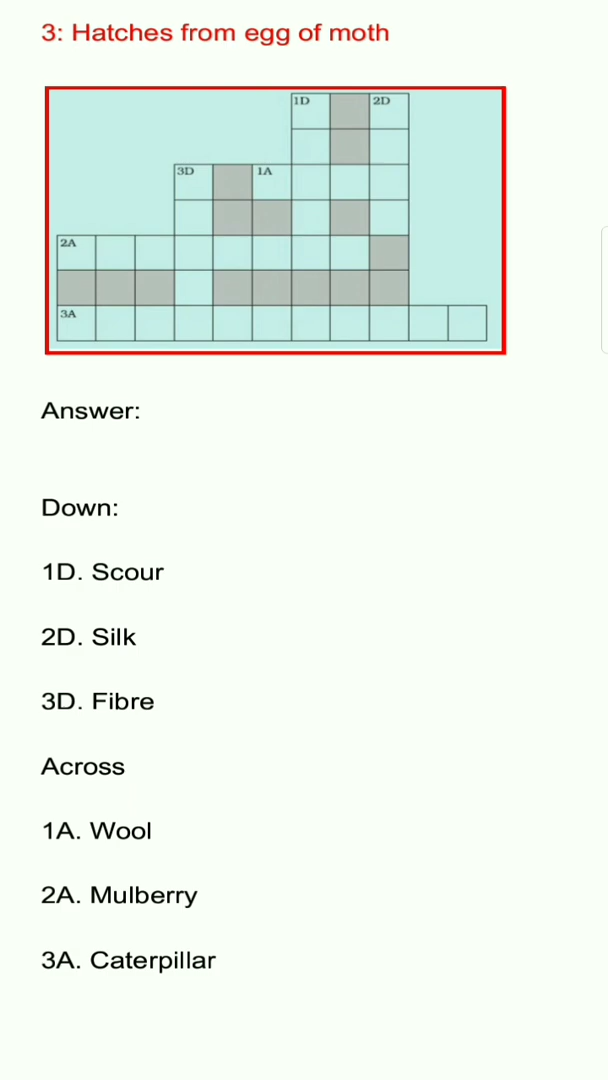 3: Hatches from egg of moth
1D 2D
3D 1A
2A
3A
Answer:
Down:
1D. Scour
2D. Silk
3D. Fibre
Across
1A. Wool
2A. Mulberry
3A. Caterpillar